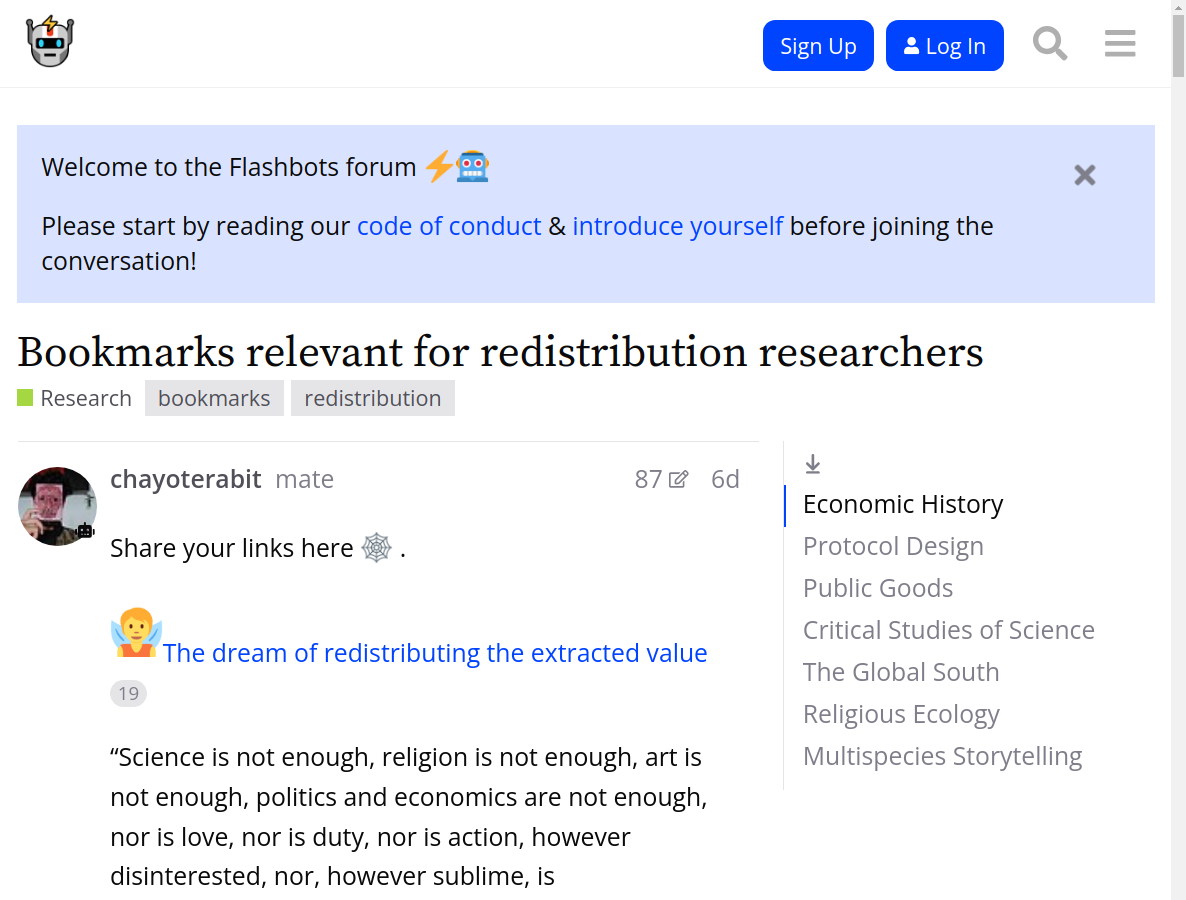 Sign Up
Log In
Welcome to the Flashbots forum
Please start by reading our code of conduct & introduce yourself before joining the
conversation!
Bookmarks relevant for redistribution researchers
Research bookmarks redistribution
chayoterabit mate 87 6d
Share your links here .
The dream of redistributing the extracted value
19
“Science is not enough, religion is not enough, art is
not enough, politics and economics are not enough,
nor is love, nor is duty, nor is action, however
disinterested, nor, however sublime, is
Economic History
Protocol Design
Public Goods
Critical Studies of Science
The Global South
Religious Ecology
Multispecies Storytelling